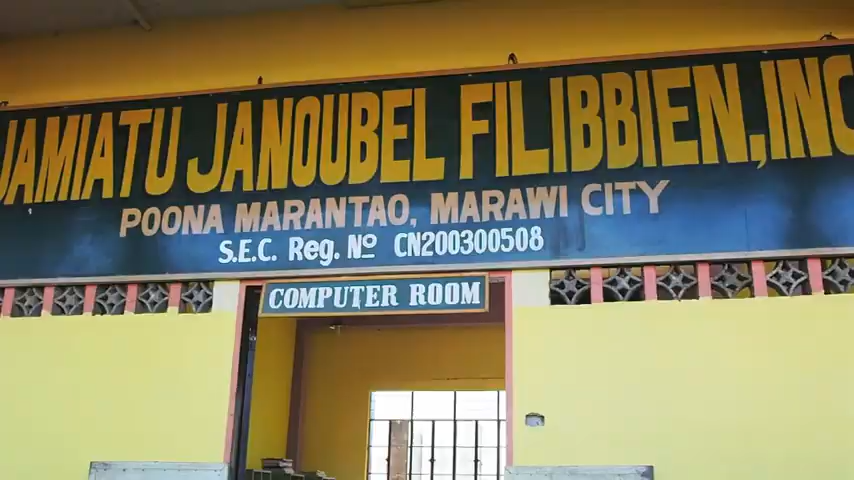 JAMIATU JANOUBEL FILIBBIEN, INC
POONA MARANTAO, MARAWI CITY
S.E.C. Reg. Nº CN200300508
COMPUTER ROOM